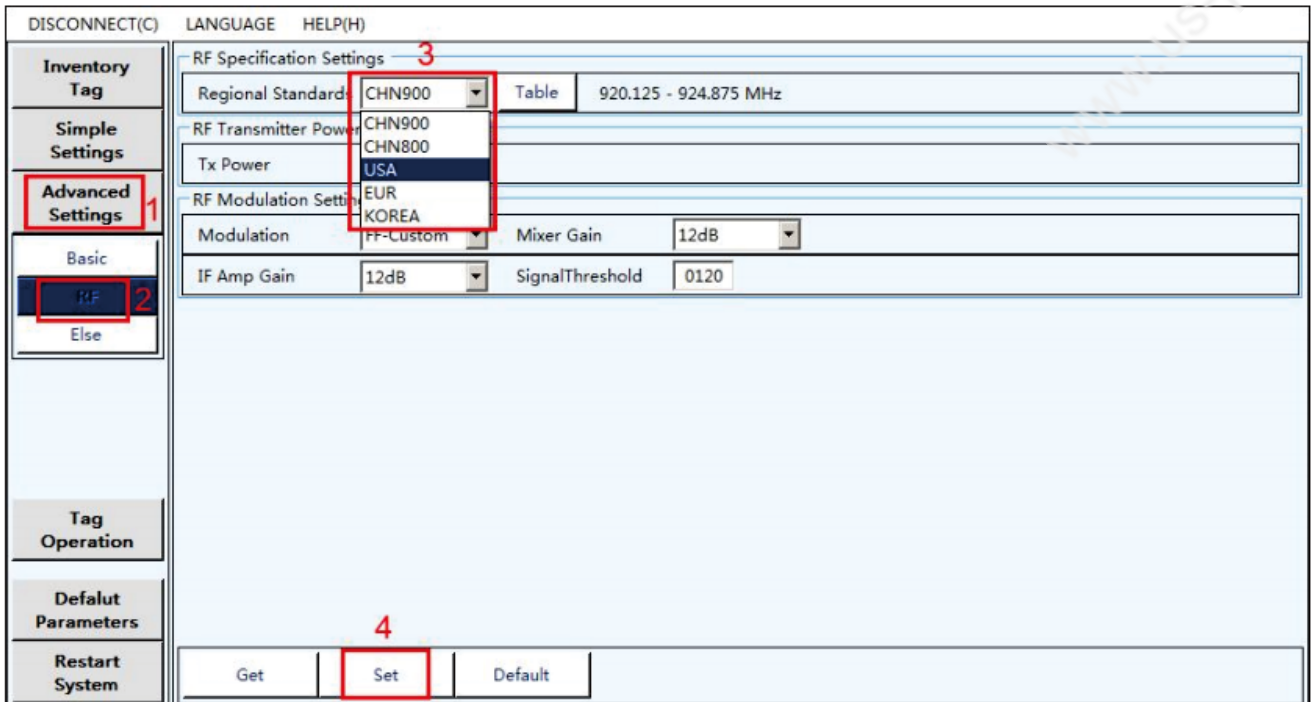 DISCONNECT(C) LANGUAGE HELP(H)
Inventory
Tag
Simple
Settings
Advanced
Settings
1
Basic
RF
2
Else
Tag
Operation
Defalut
Parameters
Restart
System
RF Specification Settings
3
Regional Standards CHN900 Table 920.125 - 924.875 MHz
CHN900
CHN800
USA
EUR
KOREA
RF Transmitter Power
Tx Power
RF Modulation
Modulation FF-Custom Mixer Gain 12dB
IF Amp Gain 12dB SignalThreshold 0120
4
Get Set Default